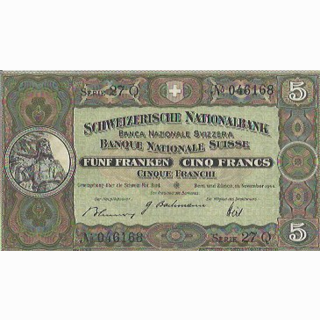 SERIE 27 Q No 046168
5 5
SCHWEIZERISCHE NATIONALBANK
BANCA NAZIONALE SVIZZERA
BANQUE NATIONALE SUISSE
FÜNF FRANKEN CINQ FRANCS
CINQUE FRANCHI
No 046168 SERIE 27 Q
5